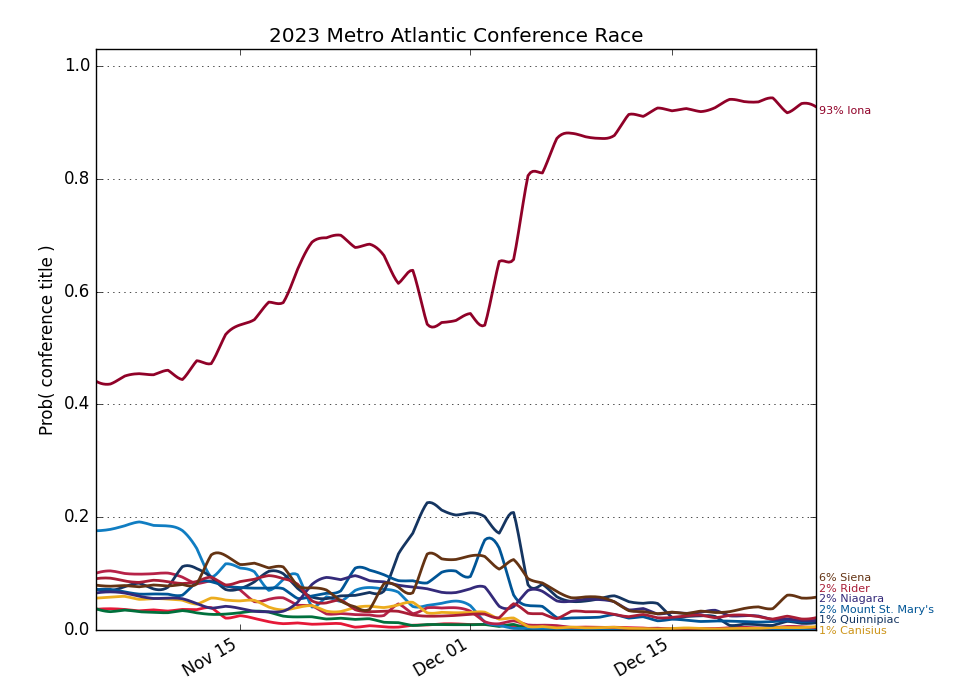 2023 Metro Atlantic Conference Race
Prob( conference title )
1.0
0.8
0.6
0.4
0.2
0.0
Nov 15
Dec 01
Dec 15
93% Iona
6% Siena
2% Rider
2% Niagara
2% Mount St. Mary's
1% Quinnipiac
1% Canisius